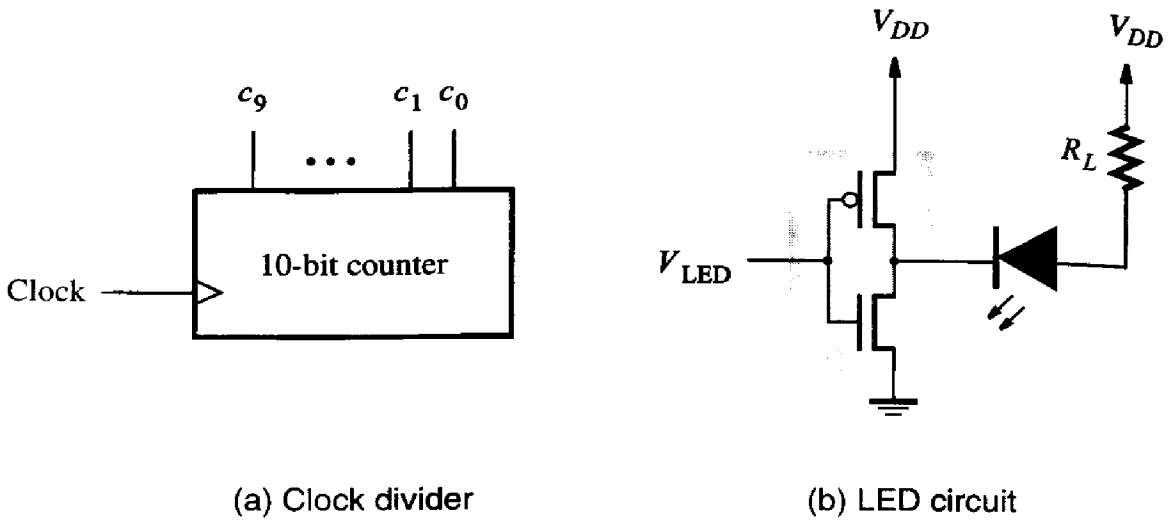 c9 ... c1 c0
10-bit counter
Clock
(a) Clock divider
VDD
VDD
RL
VLED
(b) LED circuit